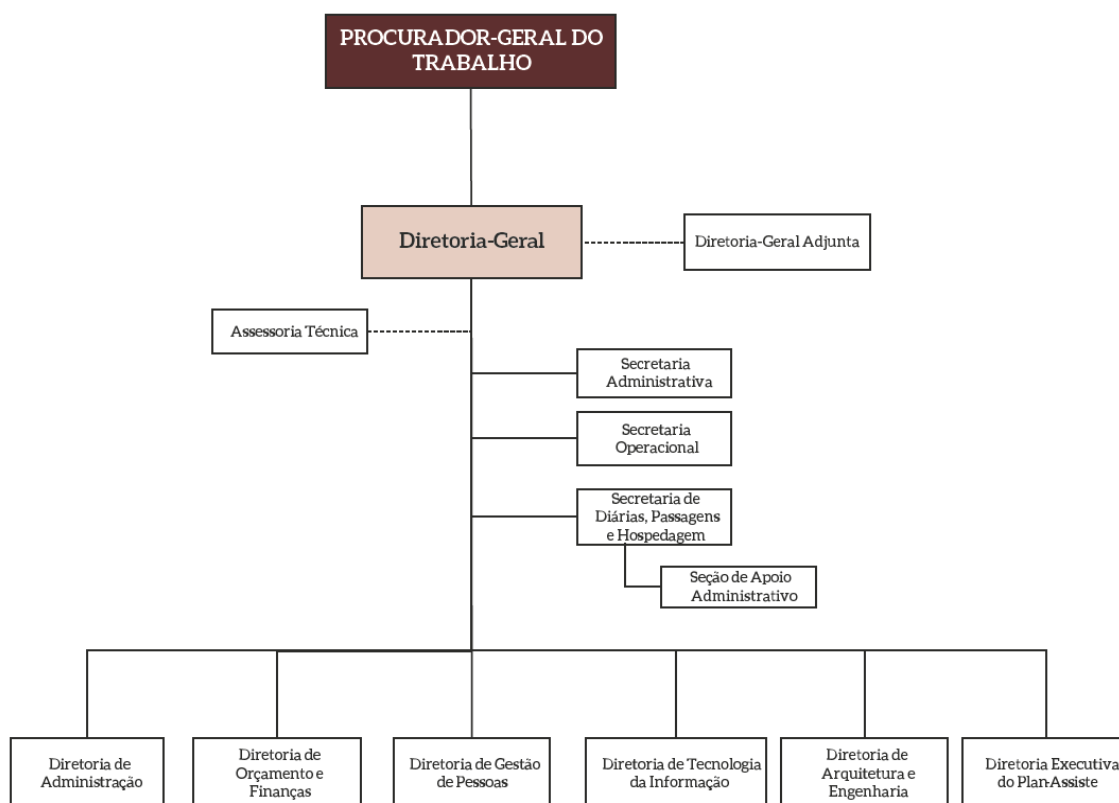 PROCURADOR-GERAL DO
TRABALHO
Diretoria-Geral
Diretoria-Geral Adjunta
Assessoria Técnica
Secretaria
Administrativa
Secretaria
Operacional
Secretaria de
Diárias, Passagens
e Hospedagem
Seção de Apoio
Administrativo
Diretoria de
Administração
Diretoria de
Orçamento e
Finanças
Diretoria de Gestão
de Pessoas
Diretoria de Tecnologia
da Informação
Diretoria de
Arquitetura e
Engenharia
Diretoria Executiva
do Plan-Assiste